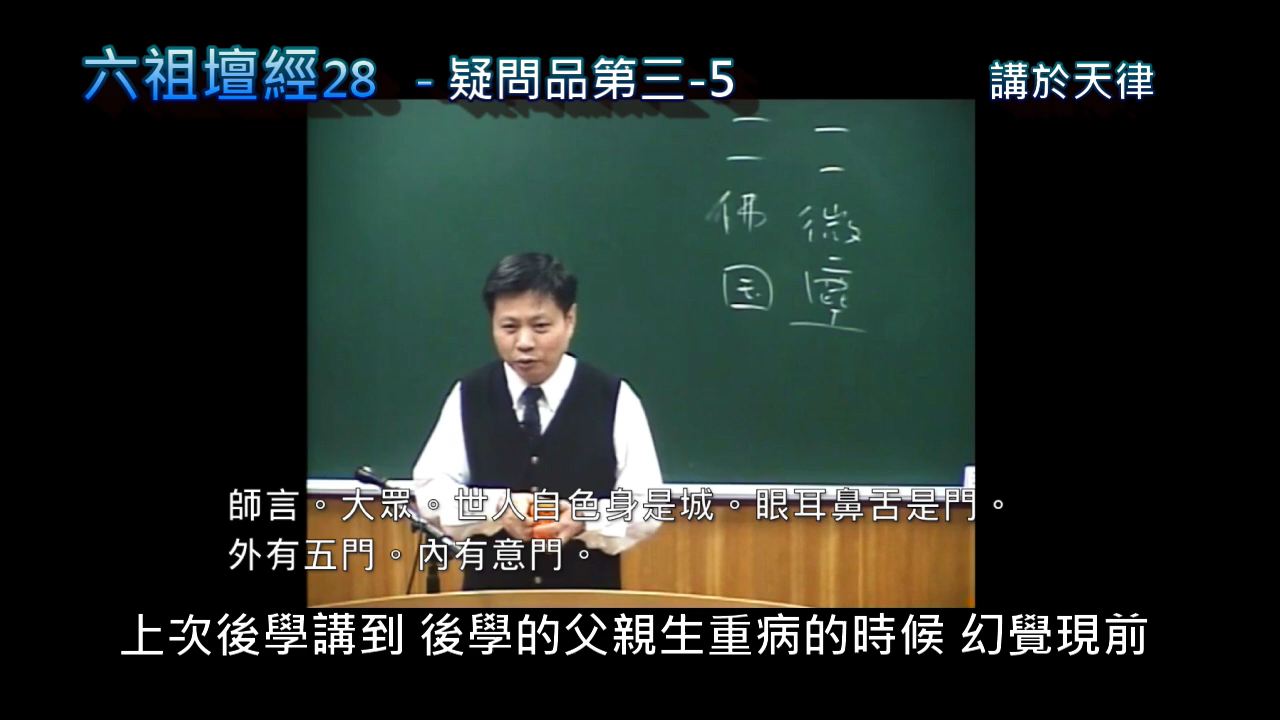 六祖壇經28 - 疑問品第三-5
講於天律
一一微塵
一一佛国
師言。大眾。世人自色身是城。眼耳鼻舌是門。
外有五門。內有意門。
上次後學講到 後學的父親生重病的時候 幻覺現前